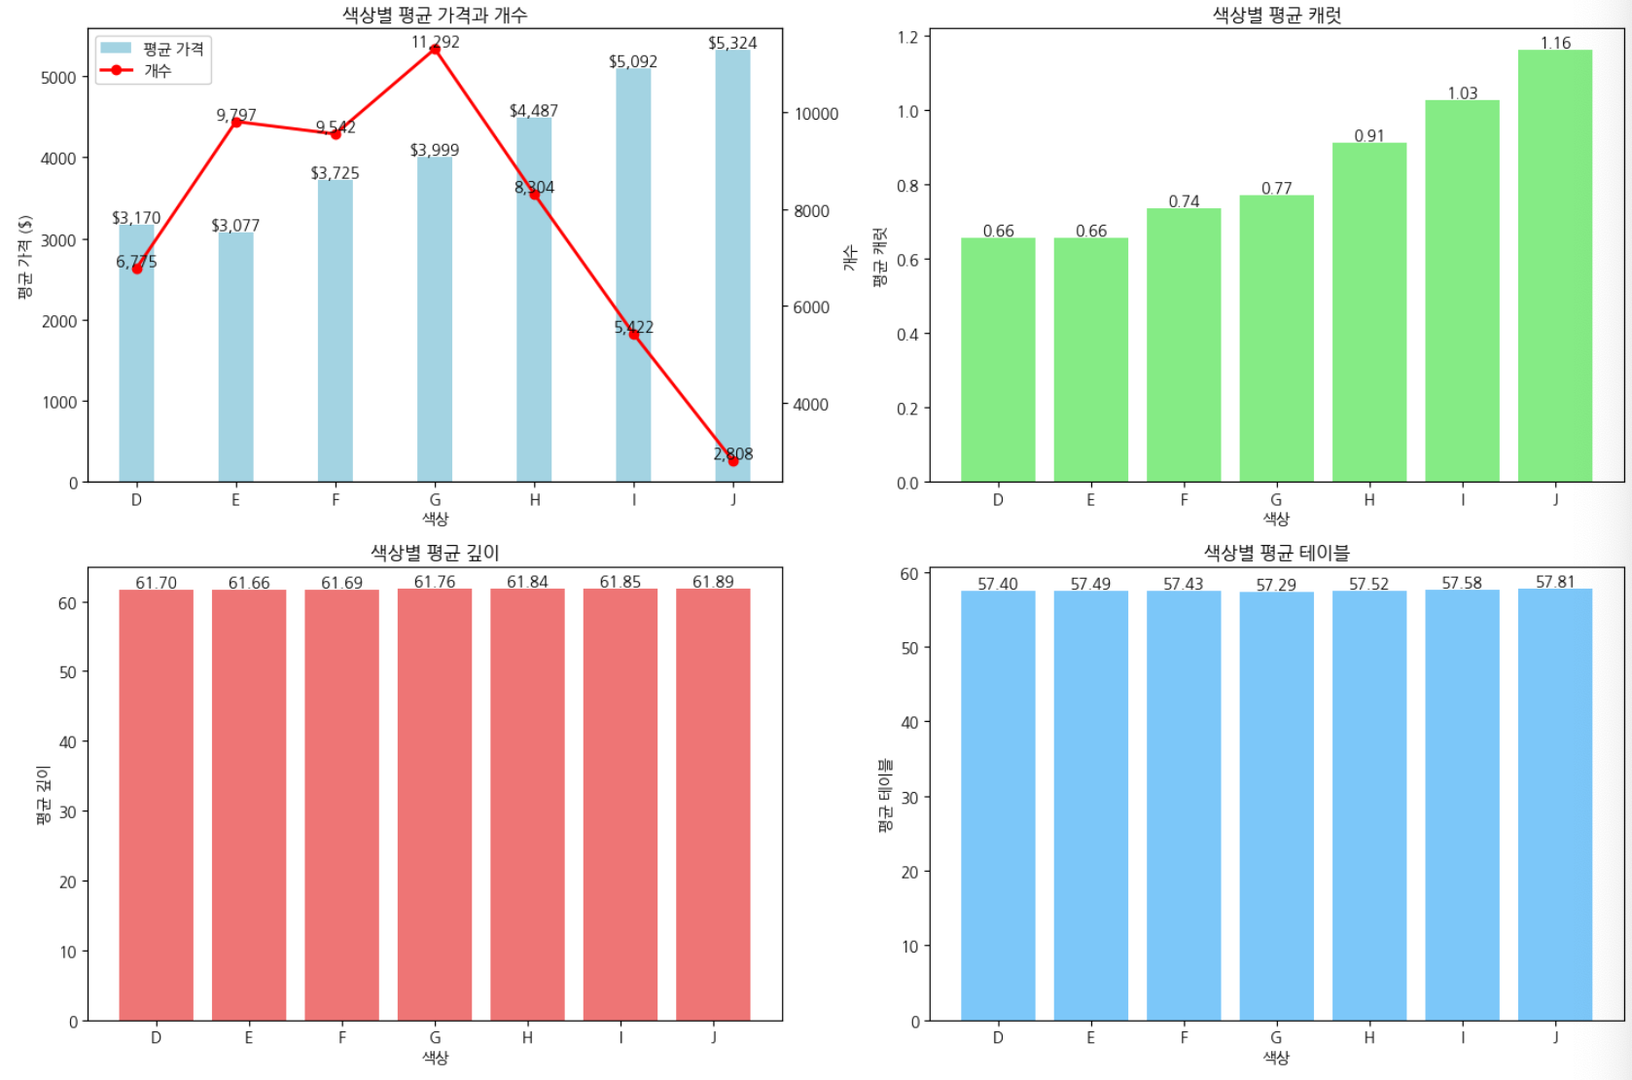 색상별 평균 가격과 개수
평균 가격
개수
$3,170
$3,077
$3,725
$3,999
$4,487
$5,092
$5,324
6,775
9,797
9,542
11,292
8,304
5,422
2,808
평균 가격 ($)
5000
4000
3000
2000
1000
0
개수
10000
8000
6000
4000
D E F G H I J
색상
색상별 평균 캐럿
평균 캐럿
1.2
1.0
0.8
0.6
0.4
0.2
0.0
0.66 0.66 0.74 0.77 0.91 1.03 1.16
D E F G H I J
색상
색상별 평균 깊이
평균 깊이
60
50
40
30
20
10
0
61.70 61.66 61.69 61.76 61.84 61.85 61.89
D E F G H I J
색상
색상별 평균 테이블
평균 테이블
60
50
40
30
20
10
0
57.40 57.49 57.43 57.29 57.52 57.58 57.81
D E F G H I J
색상